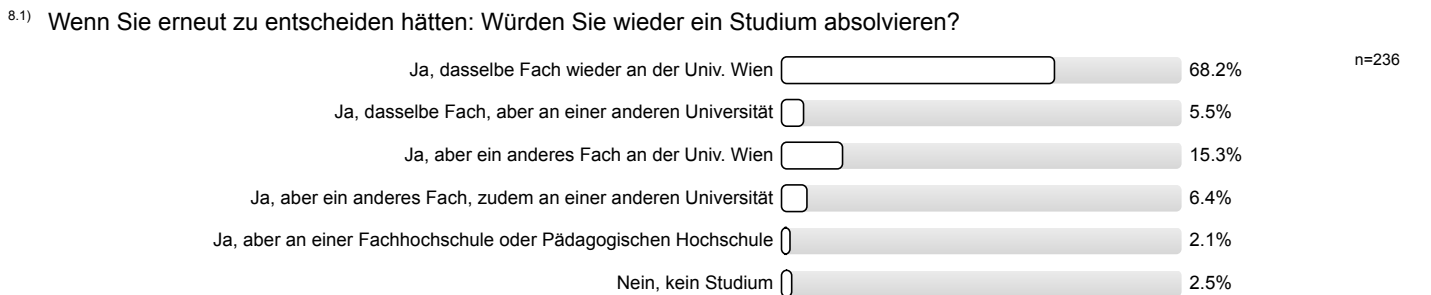 8.1) Wenn Sie erneut zu entscheiden hätten: Würden Sie wieder ein Studium absolvieren?
Ja, dasselbe Fach wieder an der Univ. Wien 68.2% n=236
Ja, dasselbe Fach, aber an einer anderen Universität 5.5%
Ja, aber ein anderes Fach an der Univ. Wien 15.3%
Ja, aber ein anderes Fach, zudem an einer anderen Universität 6.4%
Ja, aber an einer Fachhochschule oder Pädagogischen Hochschule 2.1%
Nein, kein Studium 2.5%